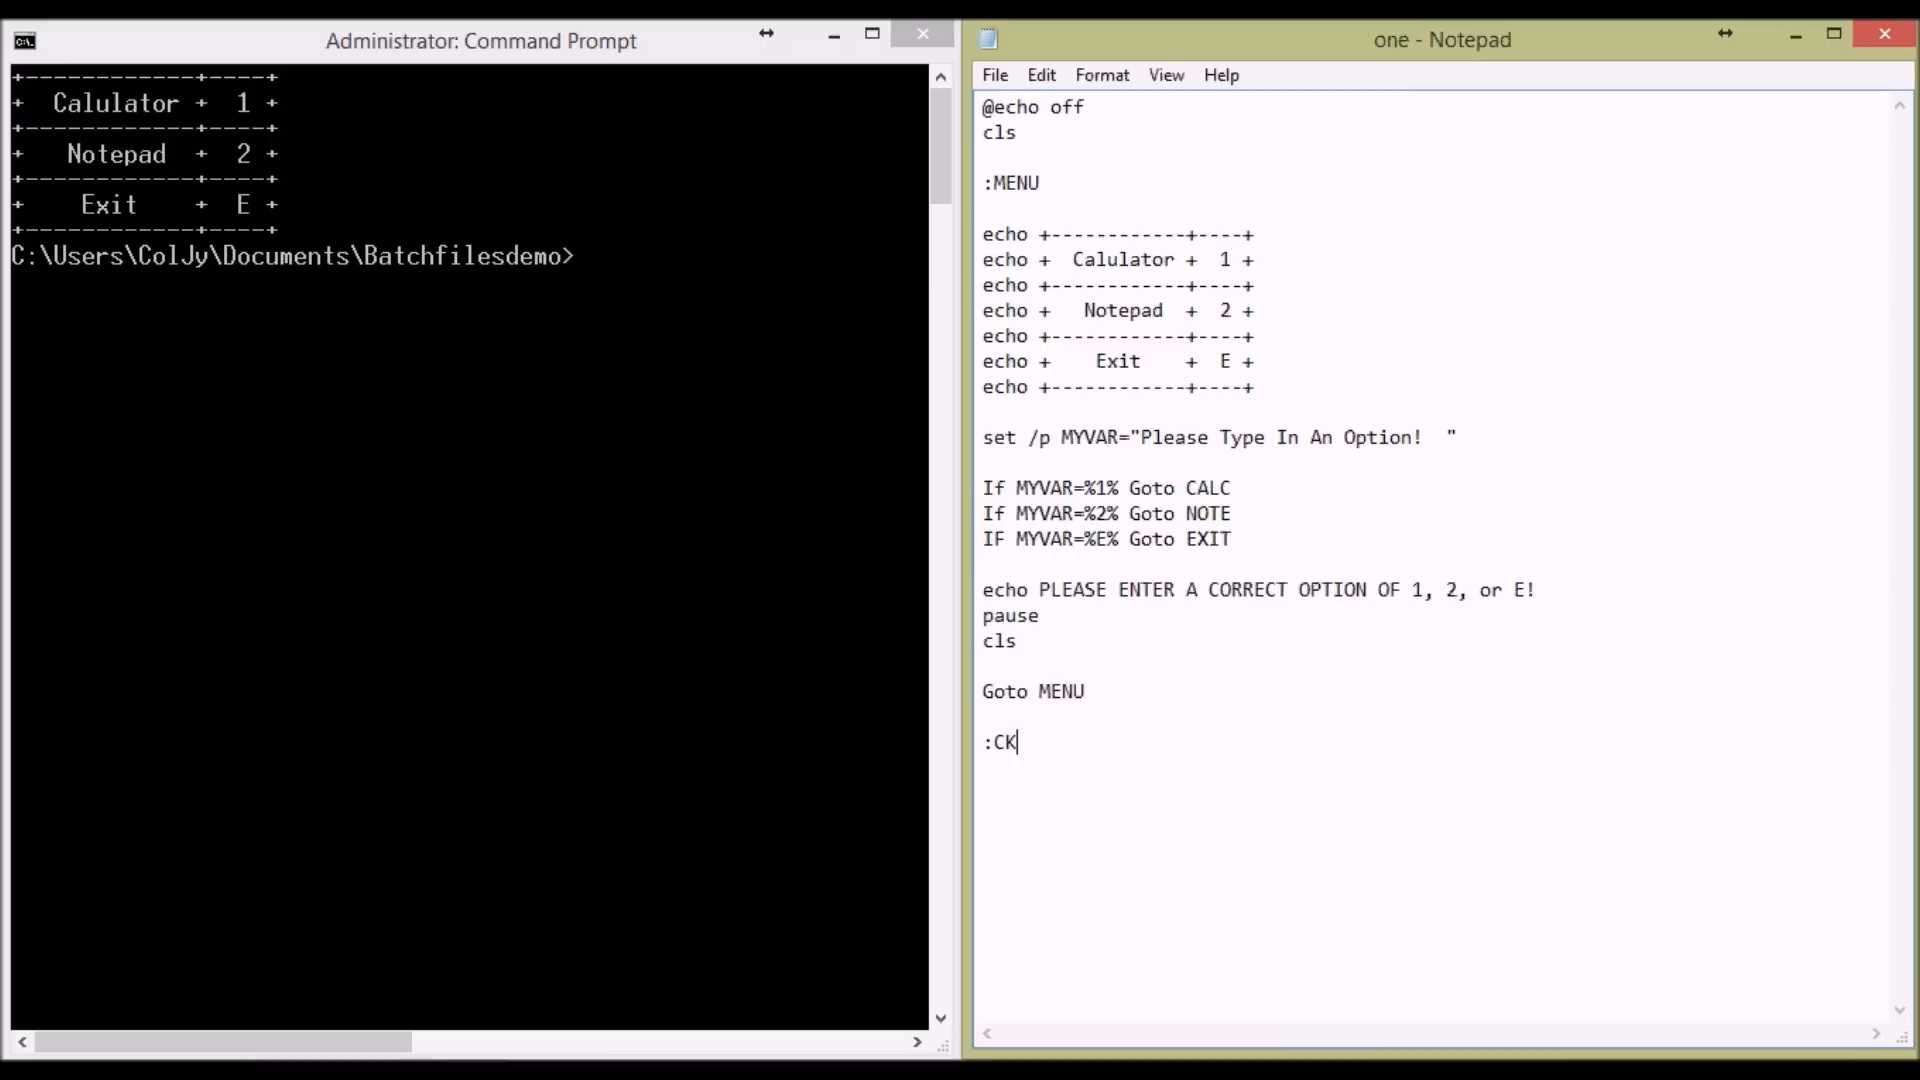 Administrator: Command Prompt
+------------+----+
+  Calulator +  1 +
+------------+----+
+   Notepad  +  2 +
+------------+----+
+    Exit    +  E +
+------------+----+
C:\Users\ColJy\Documents\Batchfilesdemo>
one - Notepad
File Edit Format View Help
@echo off
cls
:MENU
echo +------------+----+
echo +  Calulator +  1 +
echo +------------+----+
echo +   Notepad  +  2 +
echo +------------+----+
echo +    Exit    +  E +
echo +------------+----+
set /p MYVAR="Please Type In An Option!  "
If MYVAR=%1% Goto CALC
If MYVAR=%2% Goto NOTE
IF MYVAR=%E% Goto EXIT
echo PLEASE ENTER A CORRECT OPTION OF 1, 2, or E!
pause
cls
Goto MENU
:CK